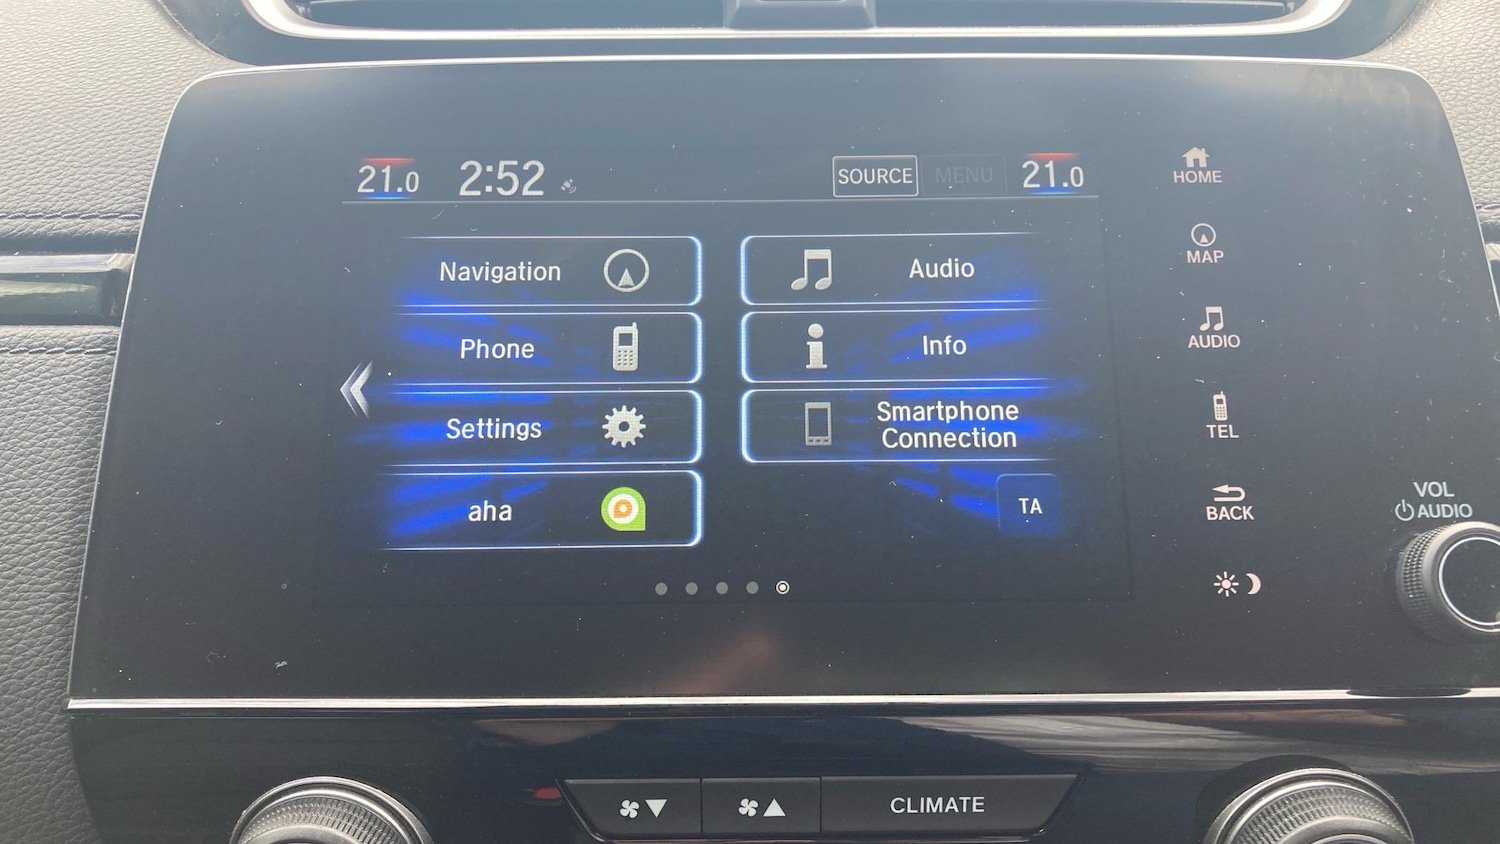 21.0 2:52 SOURCE MENU 21.0
Navigation
Audio
Phone
Info
Settings
Smartphone
Connection
aha
TA
HOME
MAP
AUDIO
TEL
BACK
VOL
AUDIO
CLIMATE